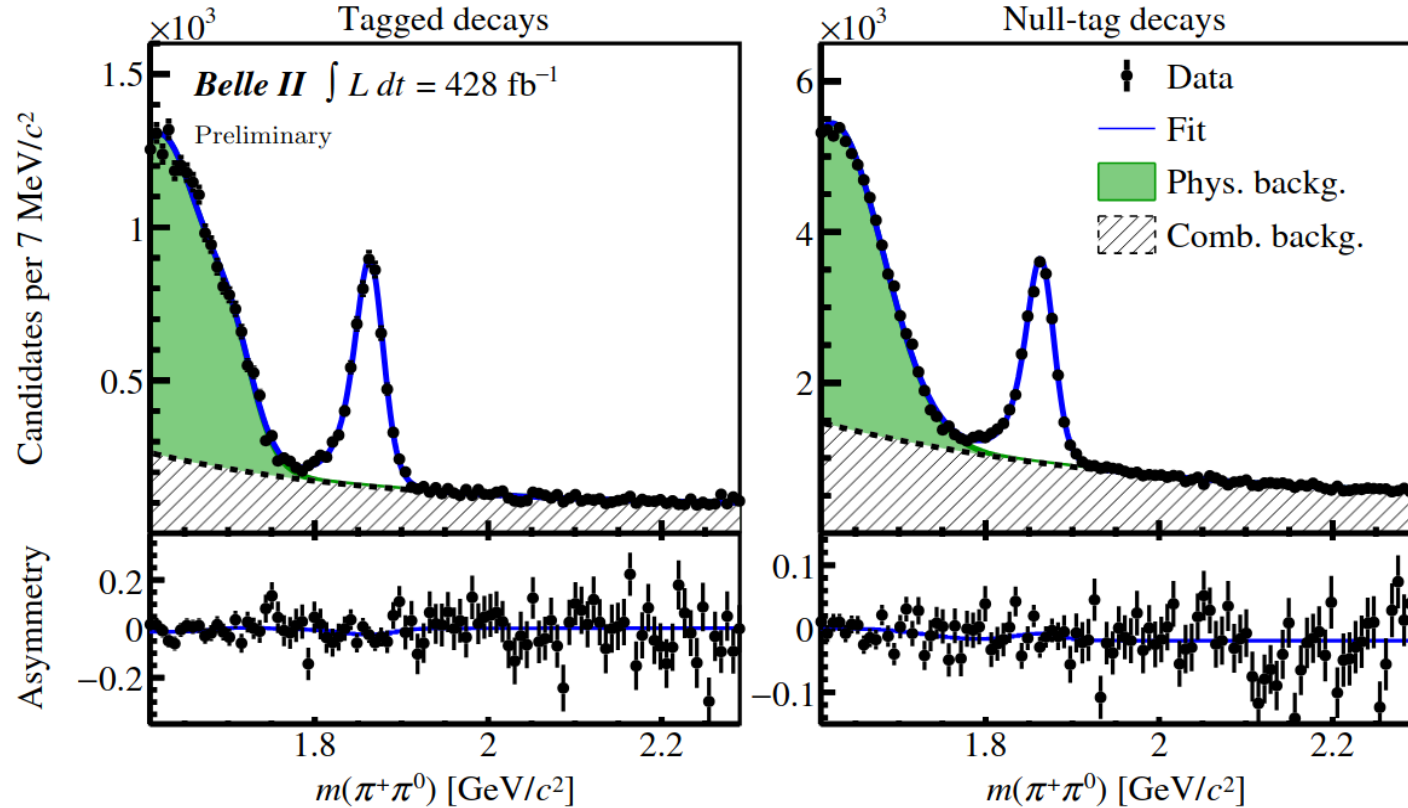 ×10³ Tagged decays
Belle II ∫ L dt = 428 fb⁻¹
Preliminary
Candidates per 7 MeV/c²
1.5
1
0.5
Asymmetry
0.2
0
−0.2
1.8 2 2.2
m(π⁺π⁰) [GeV/c²]
×10³ Null-tag decays
Data
Fit
Phys. backg.
Comb. backg.
6
4
2
0.1
0
−0.1
1.8 2 2.2
m(π⁺π⁰) [GeV/c²]